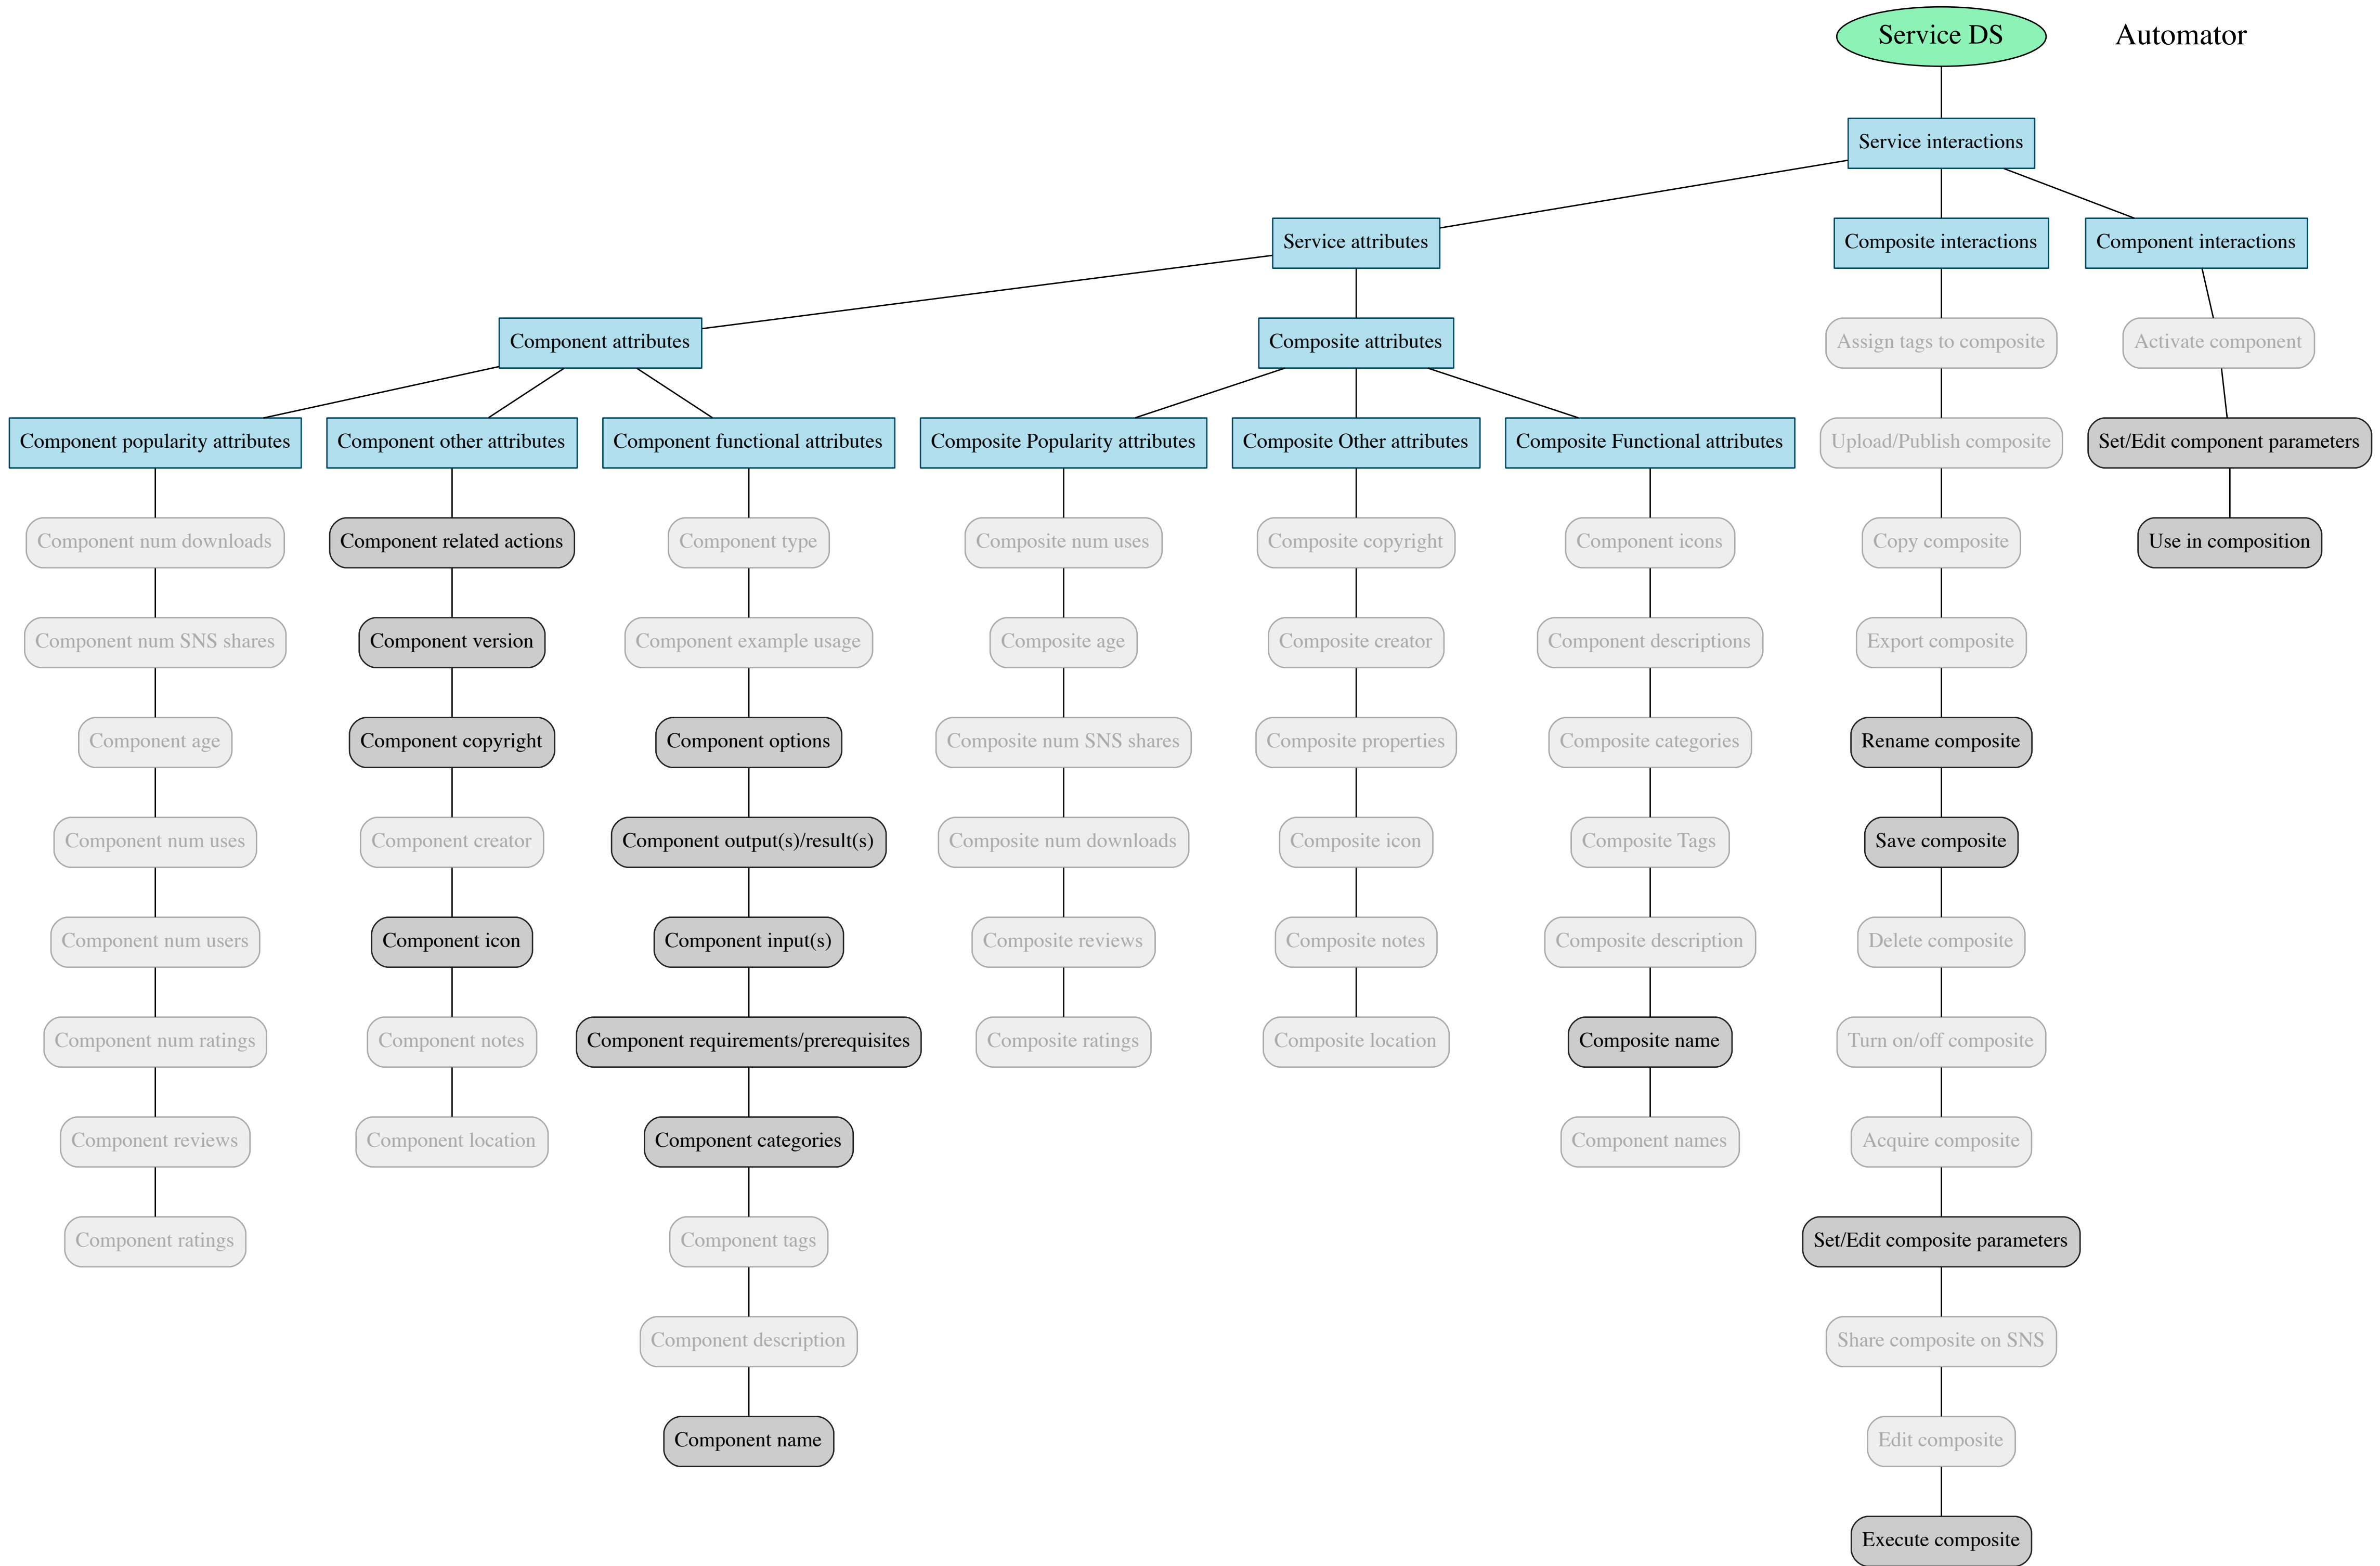 Service DS
Automator
Service interactions
Service attributes
Composite interactions
Component interactions
Component attributes
Composite attributes
Assign tags to composite
Activate component
Component popularity attributes
Component other attributes
Component functional attributes
Composite Popularity attributes
Composite Other attributes
Composite Functional attributes
Upload/Publish composite
Set/Edit component parameters
Component num downloads
Component related actions
Component type
Composite num uses
Composite copyright
Component icons
Copy composite
Use in composition
Component num SNS shares
Component version
Component example usage
Composite age
Composite creator
Component descriptions
Export composite
Component age
Component copyright
Component options
Composite num SNS shares
Composite properties
Composite categories
Rename composite
Component num uses
Component creator
Component output(s)/result(s)
Composite num downloads
Composite icon
Composite Tags
Save composite
Component num users
Component icon
Component input(s)
Composite reviews
Composite notes
Composite description
Delete composite
Component num ratings
Component notes
Component requirements/prerequisites
Composite ratings
Composite location
Composite name
Turn on/off composite
Component reviews
Component location
Component categories
Component names
Acquire composite
Component ratings
Component tags
Set/Edit composite parameters
Component description
Share composite on SNS
Component name
Edit composite
Execute composite